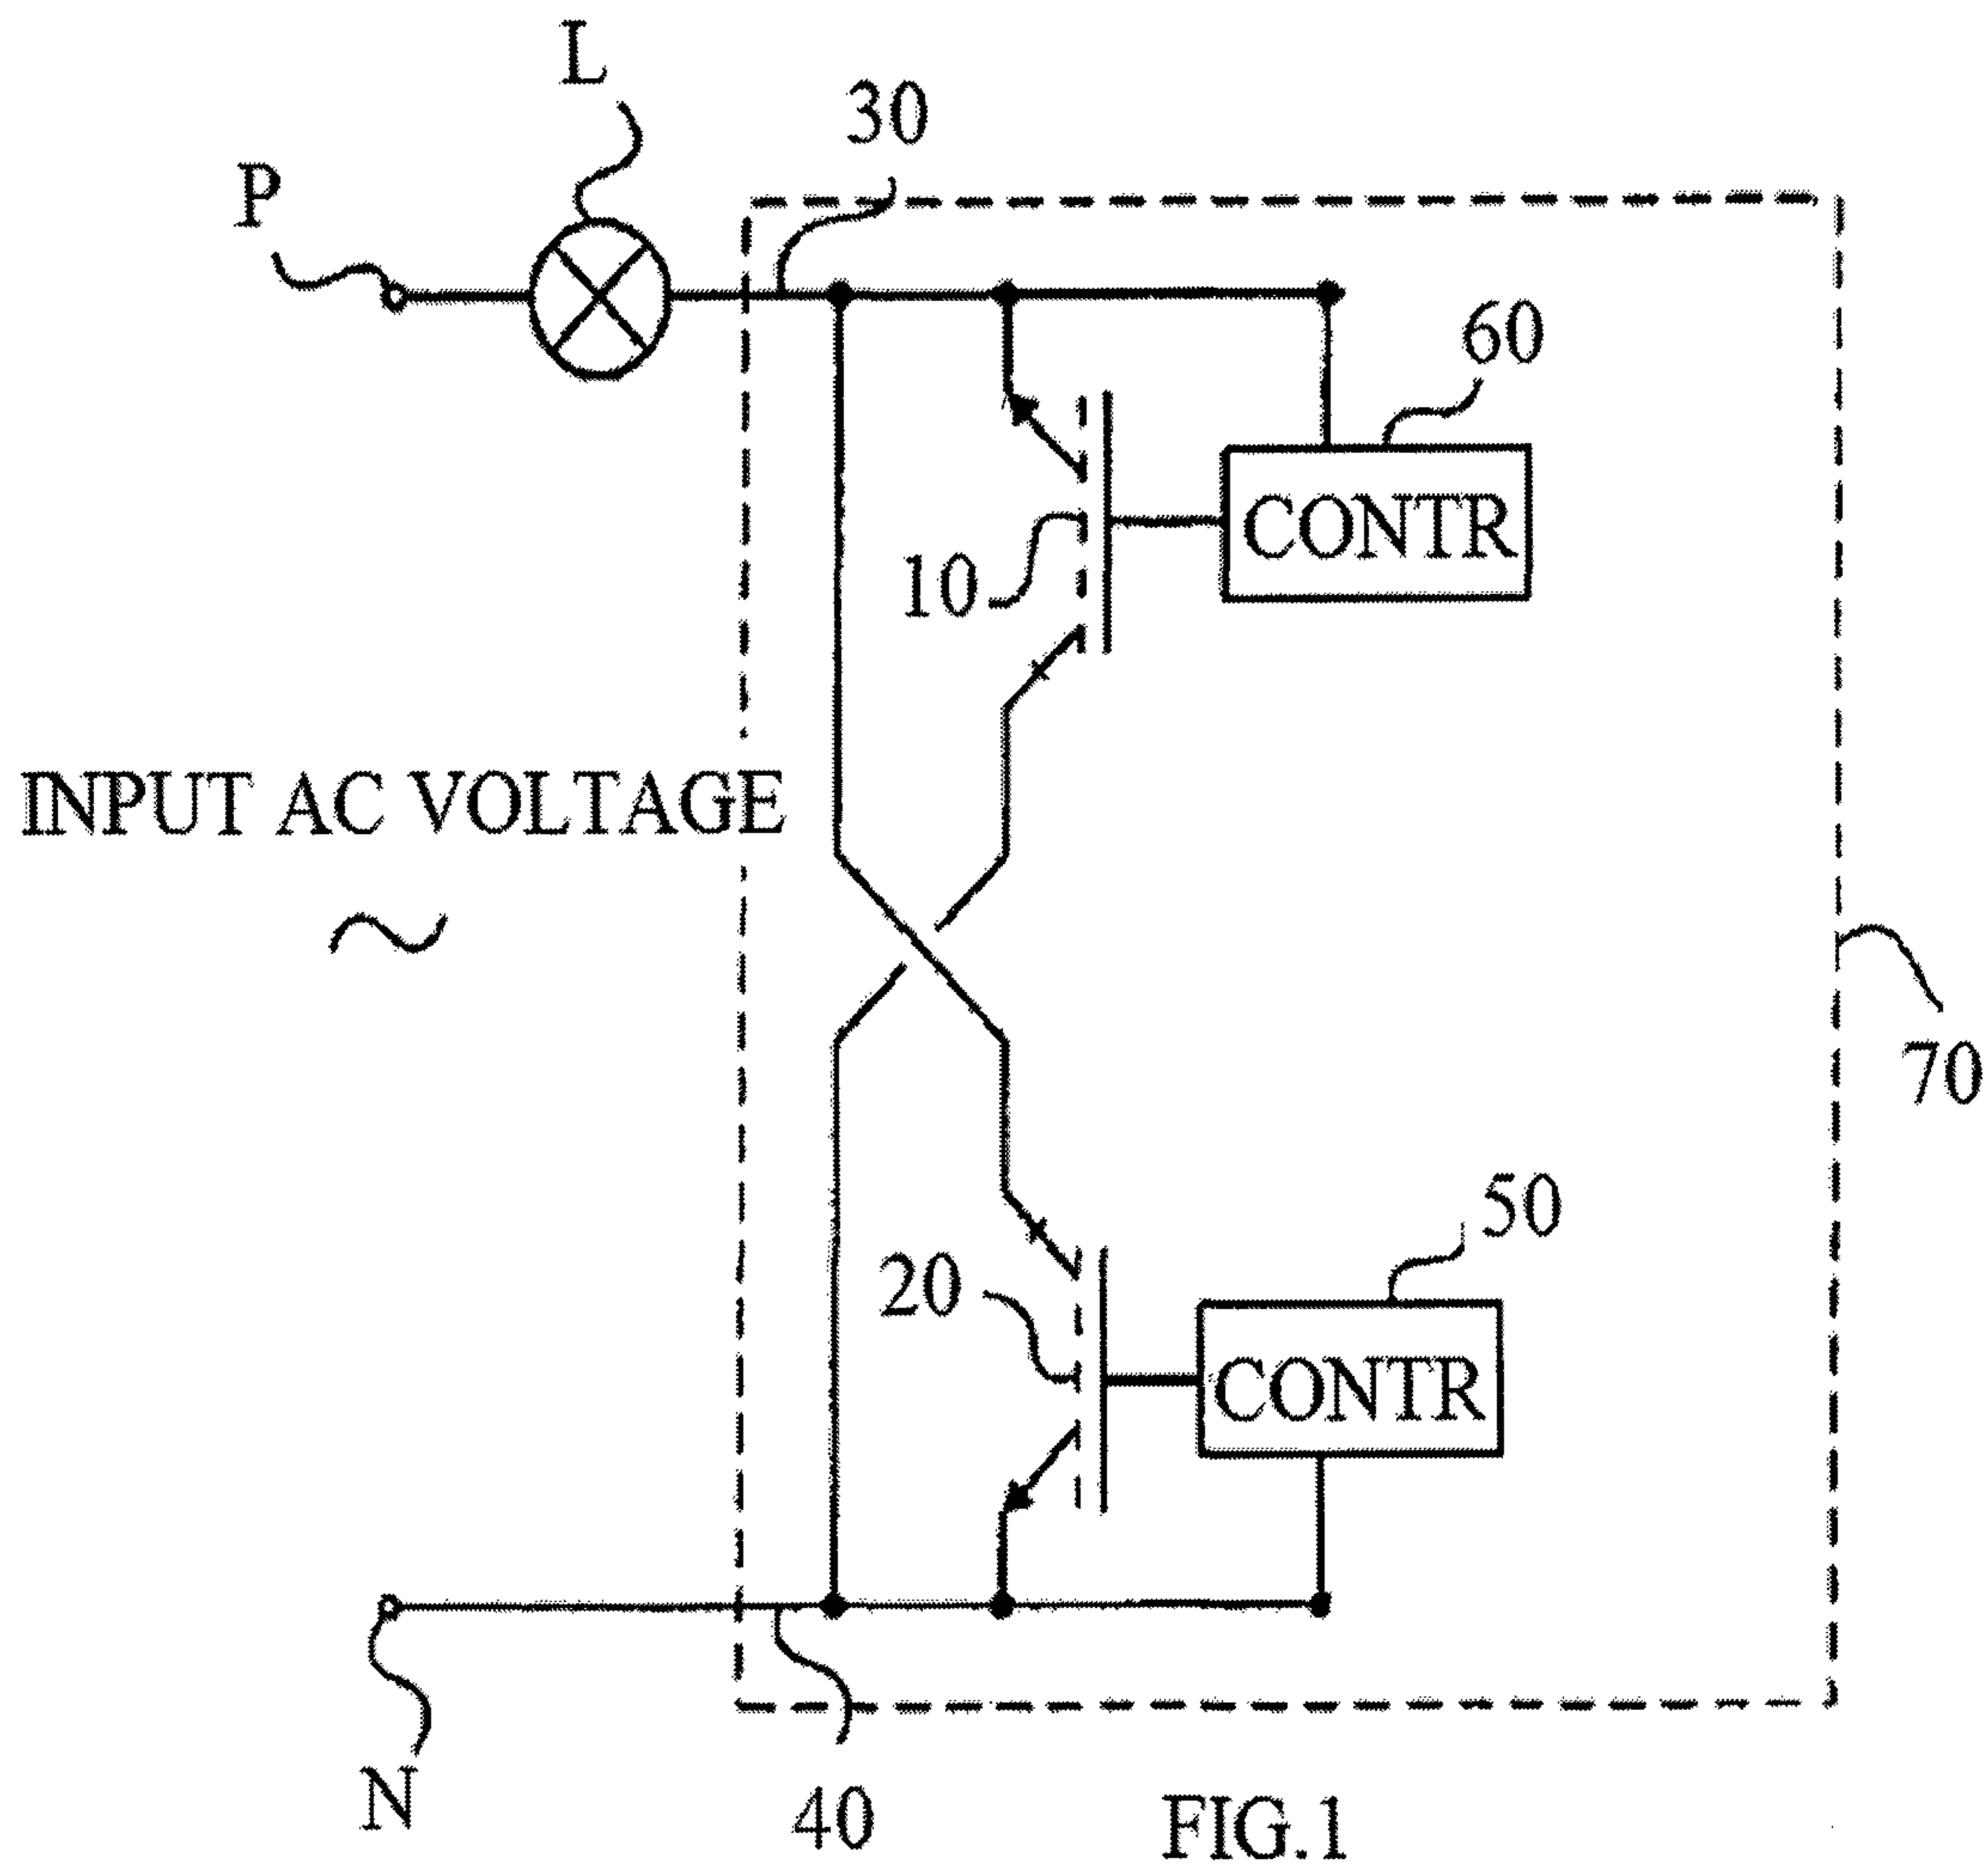 L
30
P
60
CONTR
10
INPUT AC VOLTAGE
70
50
20
CONTR
N
40
FIG.1